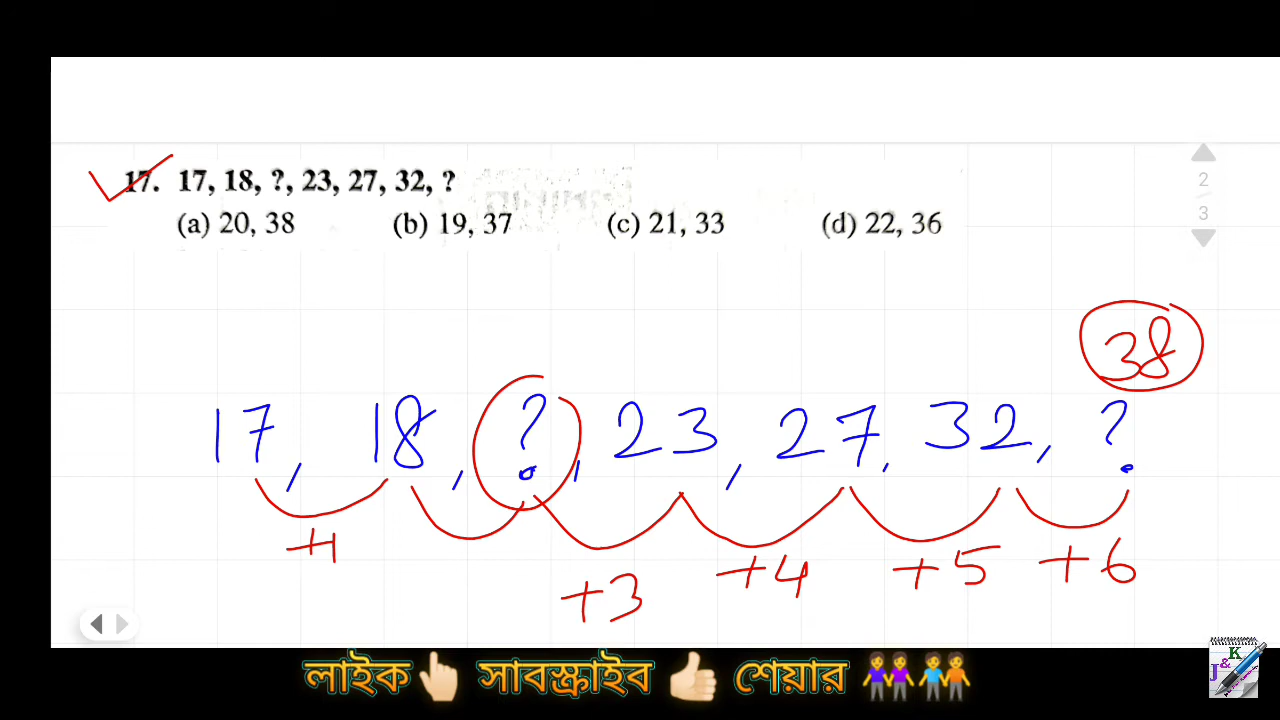 17. 17, 18, ?, 23, 27, 32, ?
(a) 20, 38 (b) 19, 37 (c) 21, 33 (d) 22, 36
2
3
38
17, 18, ?, 23, 27, 32, ?
+1 +3 +4 +5 +6
লাইক সাবস্ক্রাইব শেয়ার
J&K